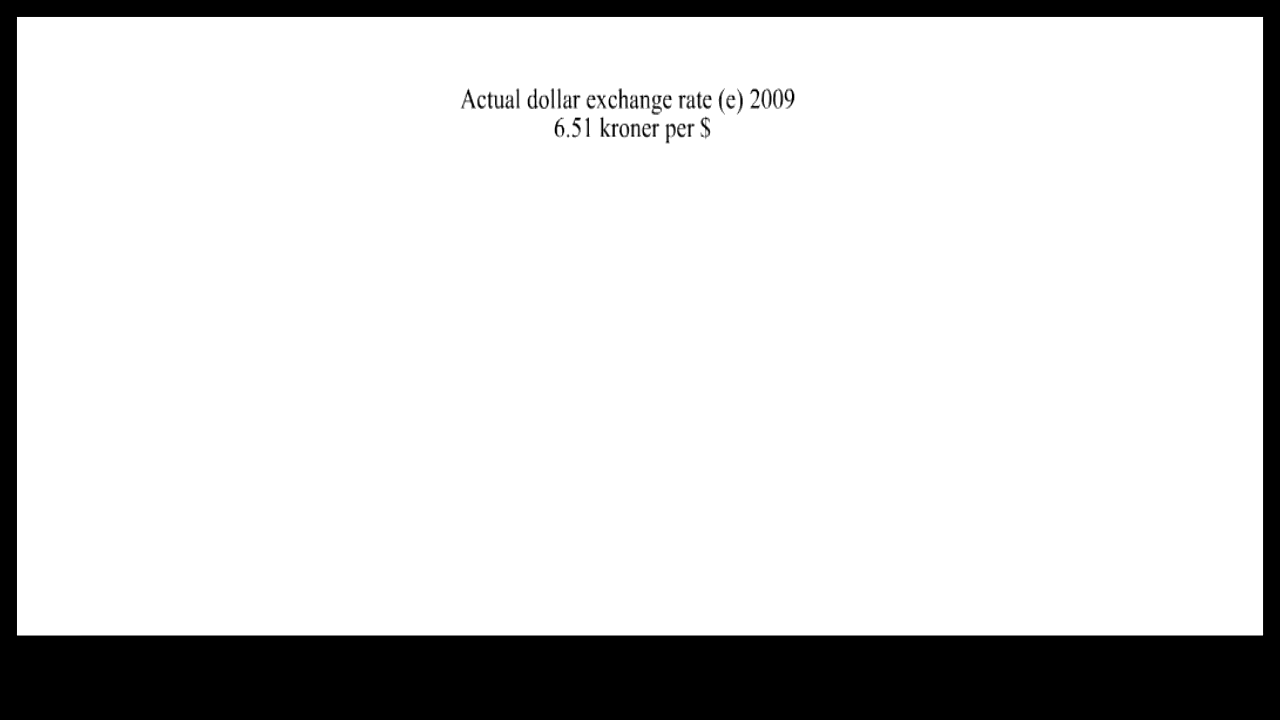 Actual dollar exchange rate (e) 2009
6.51 kroner per $